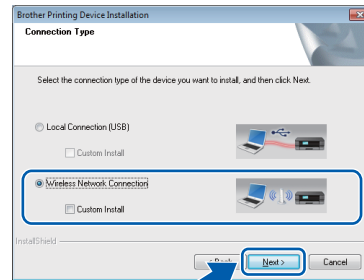 Brother Printing Device Installation
Connection Type
Select the connection type of the device you want to install, and then click Next.
Local Connection (USB)
Custom Install
Wireless Network Connection
Custom Install
InstallShield
Next >
Cancel